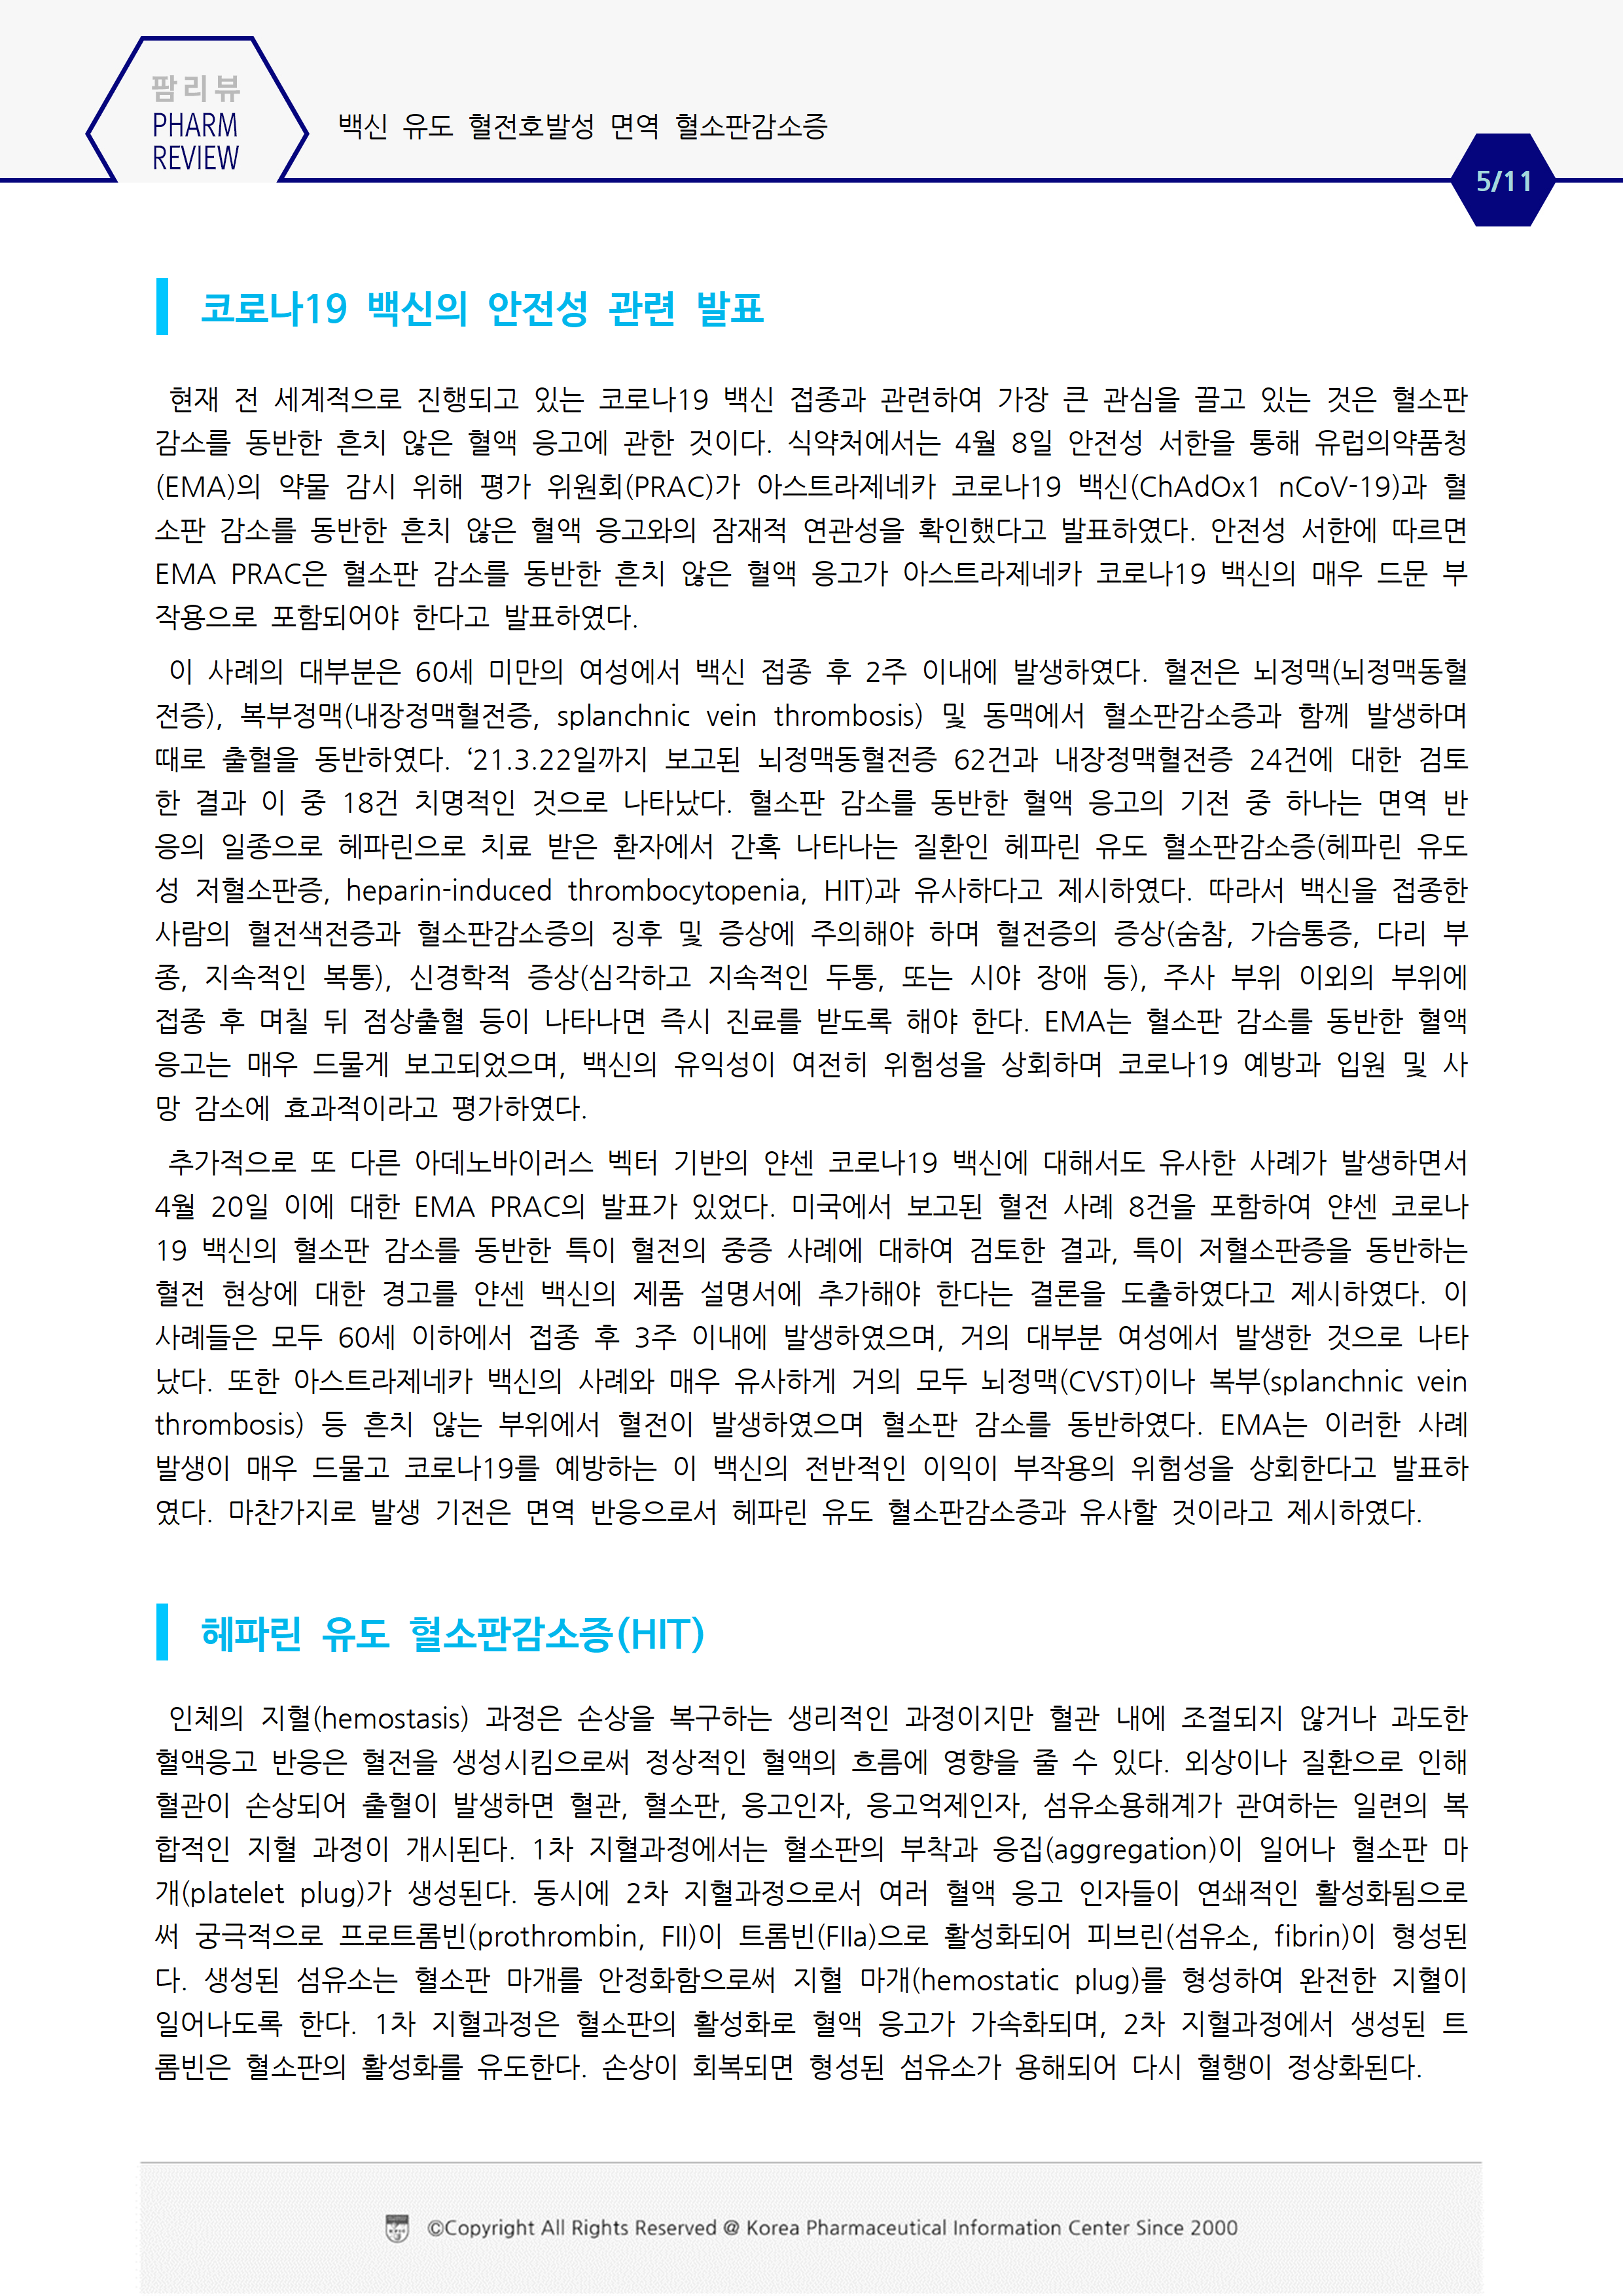 팜리뷰
PHARM
REVIEW
백신 유도 혈전호발성 면역 혈소판감소증
5/11
코로나19 백신의 안전성 관련 발표
현재 전 세계적으로 진행되고 있는 코로나19 백신 접종과 관련하여 가장 큰 관심을 끌고 있는 것은 혈소판
감소를 동반한 흔치 않은 혈액 응고에 관한 것이다. 식약처에서는 4월 8일 안전성 서한을 통해 유럽의약품청
(EMA)의 약물 감시 위해 평가 위원회(PRAC)가 아스트라제네카 코로나19 백신(ChAdOx1 nCoV-19)과 혈
소판 감소를 동반한 흔치 않은 혈액 응고와의 잠재적 연관성을 확인했다고 발표하였다. 안전성 서한에 따르면
EMA PRAC은 혈소판 감소를 동반한 흔치 않은 혈액 응고가 아스트라제네카 코로나19 백신의 매우 드문 부
작용으로 포함되어야 한다고 발표하였다.
이 사례의 대부분은 60세 미만의 여성에서 백신 접종 후 2주 이내에 발생하였다. 혈전은 뇌정맥(뇌정맥동혈
전증), 복부정맥(내장정맥혈전증, splanchnic vein thrombosis) 및 동맥에서 혈소판감소증과 함께 발생하며
때로 출혈을 동반하였다. ‘21.3.22일까지 보고된 뇌정맥동혈전증 62건과 내장정맥혈전증 24건에 대한 검토
한 결과 이 중 18건 치명적인 것으로 나타났다. 혈소판 감소를 동반한 혈액 응고의 기전 중 하나는 면역 반
응의 일종으로 헤파린으로 치료 받은 환자에서 간혹 나타나는 질환인 헤파린 유도 혈소판감소증(헤파린 유도
성 저혈소판증, heparin-induced thrombocytopenia, HIT)과 유사하다고 제시하였다. 따라서 백신을 접종한
사람의 혈전색전증과 혈소판감소증의 징후 및 증상에 주의해야 하며 혈전증의 증상(숨참, 가슴통증, 다리 부
종, 지속적인 복통), 신경학적 증상(심각하고 지속적인 두통, 또는 시야 장애 등), 주사 부위 이외의 부위에
접종 후 며칠 뒤 점상출혈 등이 나타나면 즉시 진료를 받도록 해야 한다. EMA는 혈소판 감소를 동반한 혈액
응고는 매우 드물게 보고되었으며, 백신의 유익성이 여전히 위험성을 상회하며 코로나19 예방과 입원 및 사
망 감소에 효과적이라고 평가하였다.
추가적으로 또 다른 아데노바이러스 벡터 기반의 얀센 코로나19 백신에 대해서도 유사한 사례가 발생하면서
4월 20일 이에 대한 EMA PRAC의 발표가 있었다. 미국에서 보고된 혈전 사례 8건을 포함하여 얀센 코로나
19 백신의 혈소판 감소를 동반한 특이 혈전의 중증 사례에 대하여 검토한 결과, 특이 저혈소판증을 동반하는
혈전 현상에 대한 경고를 얀센 백신의 제품 설명서에 추가해야 한다는 결론을 도출하였다고 제시하였다. 이
사례들은 모두 60세 이하에서 접종 후 3주 이내에 발생하였으며, 거의 대부분 여성에서 발생한 것으로 나타
났다. 또한 아스트라제네카 백신의 사례와 매우 유사하게 거의 모두 뇌정맥(CVST)이나 복부(splanchnic vein
thrombosis) 등 흔치 않는 부위에서 혈전이 발생하였으며 혈소판 감소를 동반하였다. EMA는 이러한 사례
발생이 매우 드물고 코로나19를 예방하는 이 백신의 전반적인 이익이 부작용의 위험성을 상회한다고 발표하
였다. 마찬가지로 발생 기전은 면역 반응으로서 헤파린 유도 혈소판감소증과 유사할 것이라고 제시하였다.
헤파린 유도 혈소판감소증(HIT)
인체의 지혈(hemostasis) 과정은 손상을 복구하는 생리적인 과정이지만 혈관 내에 조절되지 않거나 과도한
혈액응고 반응은 혈전을 생성시킴으로써 정상적인 혈액의 흐름에 영향을 줄 수 있다. 외상이나 질환으로 인해
혈관이 손상되어 출혈이 발생하면 혈관, 혈소판, 응고인자, 응고억제인자, 섬유소용해계가 관여하는 일련의 복
합적인 지혈 과정이 개시된다. 1차 지혈과정에서는 혈소판의 부착과 응집(aggregation)이 일어나 혈소판 마
개(platelet plug)가 생성된다. 동시에 2차 지혈과정으로서 여러 혈액 응고 인자들이 연쇄적인 활성화됨으로
써 궁극적으로 프로트롬빈(prothrombin, FII)이 트롬빈(FIIa)으로 활성화되어 피브린(섬유소, fibrin)이 형성된
다. 생성된 섬유소는 혈소판 마개를 안정화함으로써 지혈 마개(hemostatic plug)를 형성하여 완전한 지혈이
일어나도록 한다. 1차 지혈과정은 혈소판의 활성화로 혈액 응고가 가속화되며, 2차 지혈과정에서 생성된 트
롬빈은 혈소판의 활성화를 유도한다. 손상이 회복되면 형성된 섬유소가 용해되어 다시 혈행이 정상화된다.
©Copyright All Rights Reserved @ Korea Pharmaceutical Information Center Since 2000